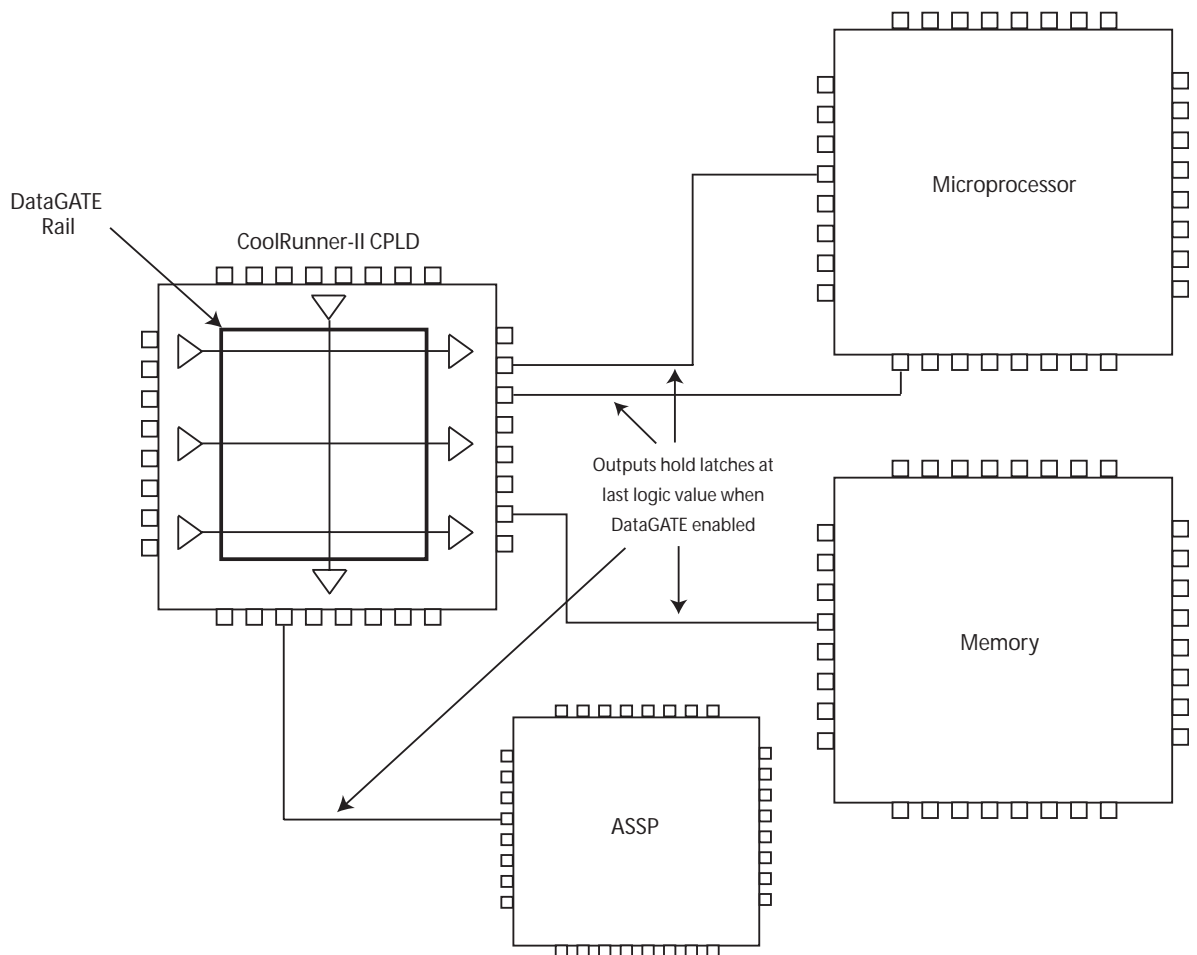 Microprocessor
DataGATE
Rail
CoolRunner-II CPLD
Outputs hold latches at
last logic value when
DataGATE enabled
Memory
ASSP